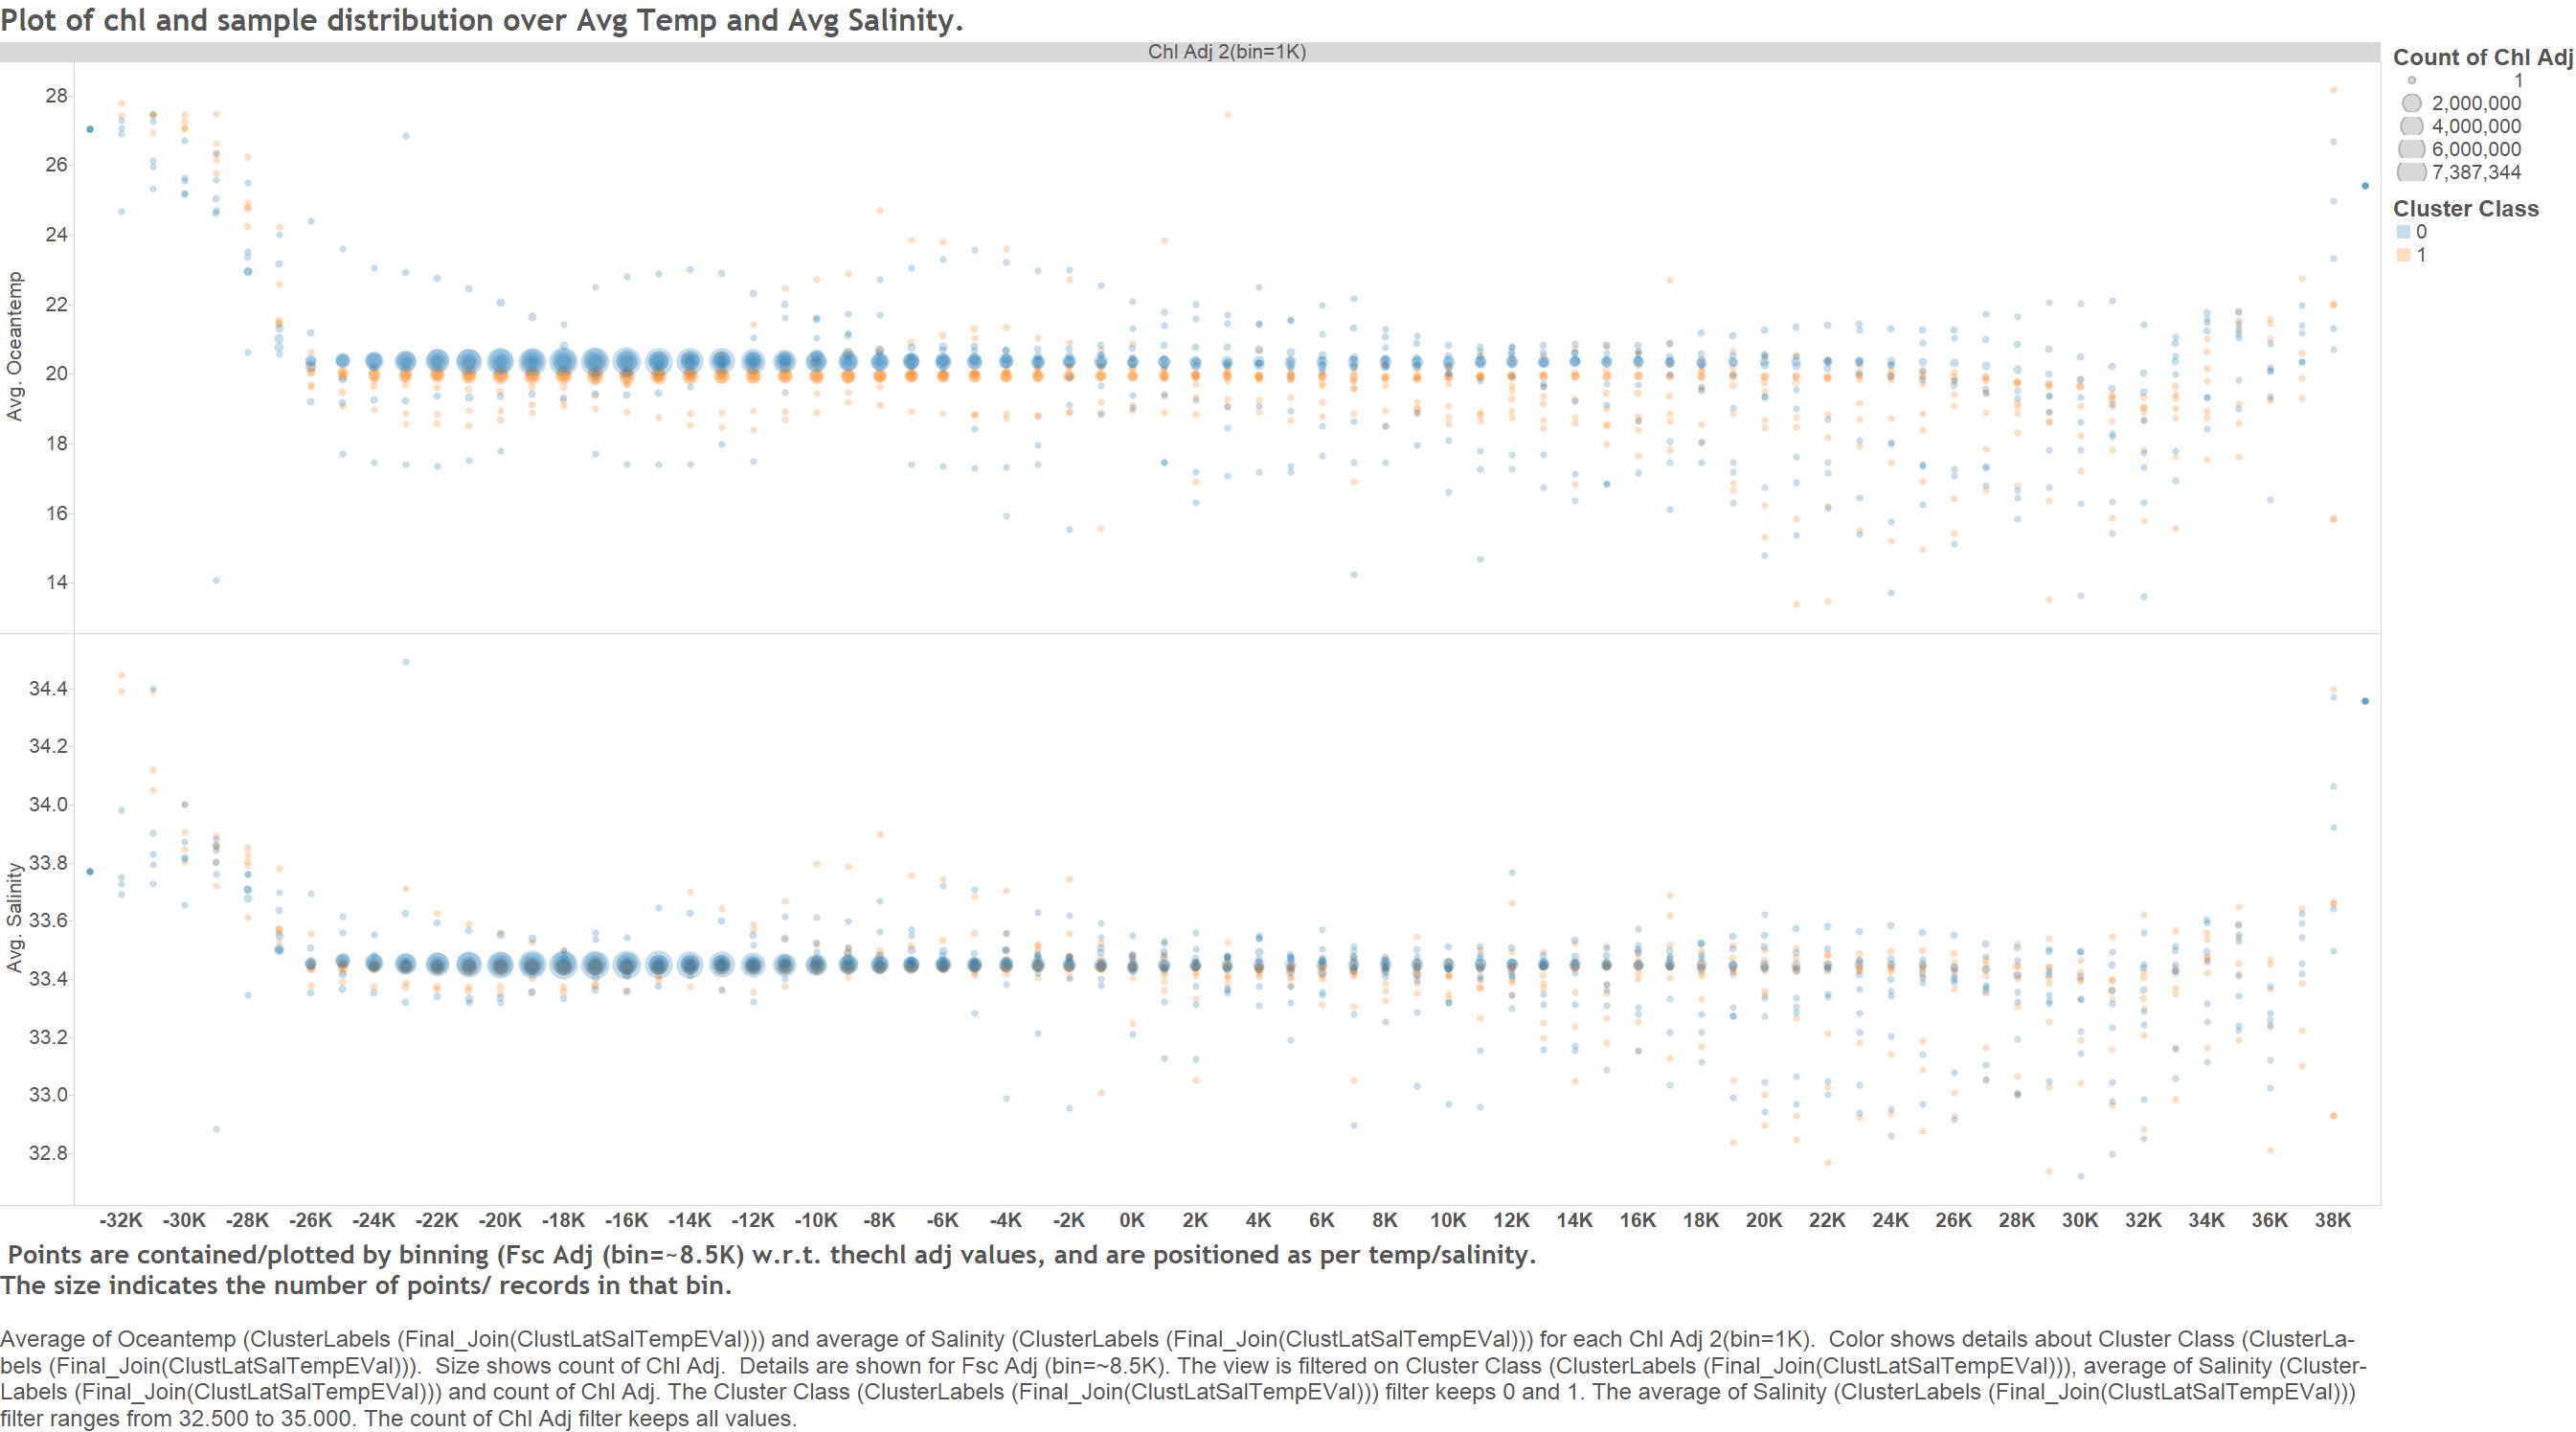 Plot of chl and sample distribution over Avg Temp and Avg Salinity.
Chl Adj 2(bin=1K)
Count of Chl Adj
1
2,000,000
4,000,000
6,000,000
7,387,344
Cluster Class
0
1
Avg. Oceantemp
28
26
24
22
20
18
16
14
Avg. Salinity
34.4
34.2
34.0
33.8
33.6
33.4
33.2
33.0
32.8
-32K -30K -28K -26K -24K -22K -20K -18K -16K -14K -12K -10K -8K -6K -4K -2K 0K 2K 4K 6K 8K 10K 12K 14K 16K 18K 20K 22K 24K 26K 28K 30K 32K 34K 36K 38K
Points are contained/plotted by binning (Fsc Adj (bin=~8.5K) w.r.t. thechl adj values, and are positioned as per temp/salinity.
The size indicates the number of points/ records in that bin.
Average of Oceantemp (ClusterLabels (Final_Join(ClustLatSalTempEVal))) and average of Salinity (ClusterLabels (Final_Join(ClustLatSalTempEVal))) for each Chl Adj 2(bin=1K).  Color shows details about Cluster Class (ClusterLa-
bels (Final_Join(ClustLatSalTempEVal))).  Size shows count of Chl Adj.  Details are shown for Fsc Adj (bin=~8.5K). The view is filtered on Cluster Class (ClusterLabels (Final_Join(ClustLatSalTempEVal))), average of Salinity (Cluster-
Labels (Final_Join(ClustLatSalTempEVal))) and count of Chl Adj. The Cluster Class (ClusterLabels (Final_Join(ClustLatSalTempEVal))) filter keeps 0 and 1. The average of Salinity (ClusterLabels (Final_Join(ClustLatSalTempEVal)))
filter ranges from 32.500 to 35.000. The count of Chl Adj filter keeps all values.